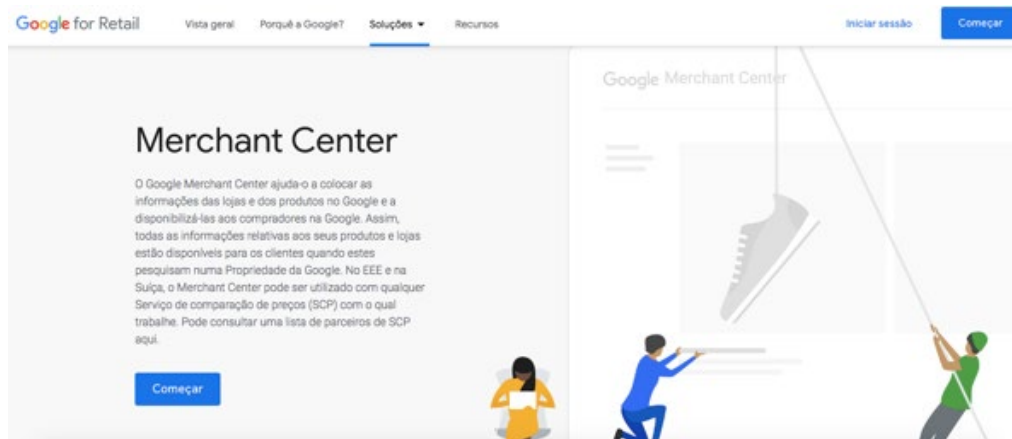 Google for Retail
Vista geral
Porquê a Google?
Soluções
Recursos
Iniciar sessão
Começar
Merchant Center
O Google Merchant Center ajuda-o a colocar as
informações das lojas e dos produtos no Google e a
disponibilizá-las aos compradores na Google. Assim,
todas as informações relativas aos seus produtos e lojas
estão disponíveis para os clientes quando estes
pesquisam numa Propriedade da Google. No EEE e na
Suíça, o Merchant Center pode ser utilizado com qualquer
Serviço de comparação de preços (SCP) com o qual
trabalhe. Pode consultar uma lista de parceiros de SCP
aqui.
Começar
Google Merchant Center